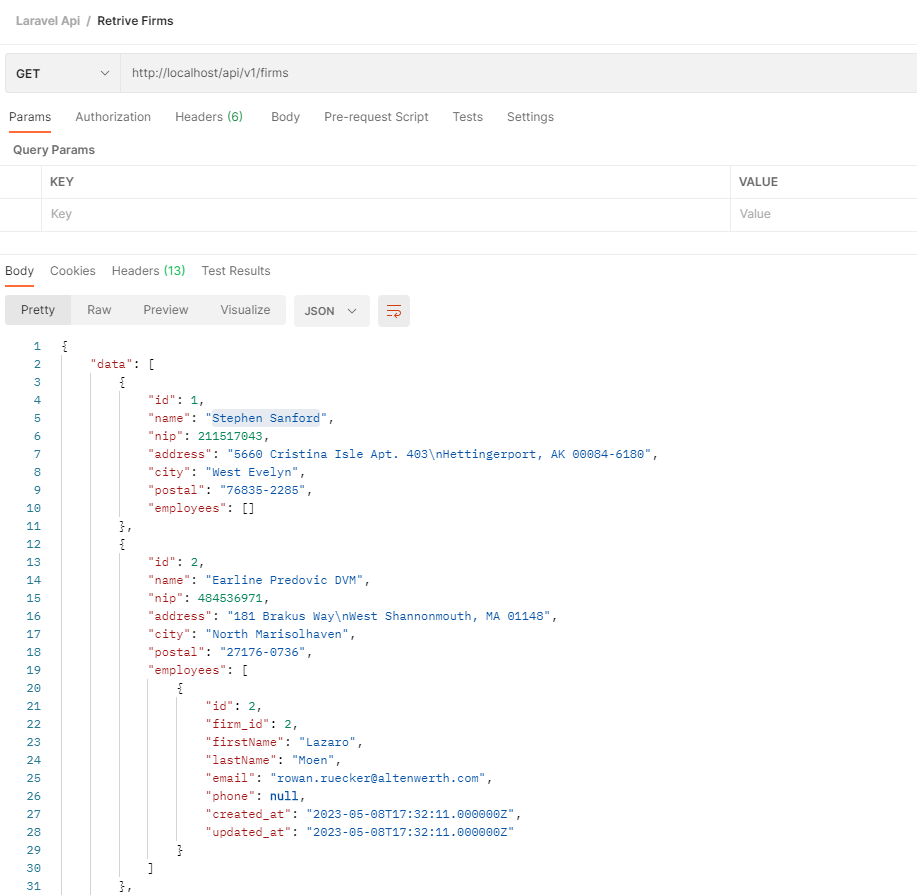 Laravel Api / Retrive Firms
GET http://localhost/api/v1/firms
Params Authorization Headers (6) Body Pre-request Script Tests Settings
Query Params
KEY VALUE
Key Value
Body Cookies Headers (13) Test Results
Pretty Raw Preview Visualize JSON
1 {
2 "data": [
3 {
4 "id": 1,
5 "name": "Stephen Sanford",
6 "nip": 211517043,
7 "address": "5660 Cristina Isle Apt. 403\nHettingerport, AK 00084-6180",
8 "city": "West Evelyn",
9 "postal": "76835-2285",
10 "employees": []
11 },
12 {
13 "id": 2,
14 "name": "Earline Predovic DVM",
15 "nip": 484536971,
16 "address": "181 Brakus Way\nWest Shannonmouth, MA 01148",
17 "city": "North Marisolhaven",
18 "postal": "27176-0736",
19 "employees": [
20 {
21 "id": 2,
22 "firm_id": 2,
23 "firstName": "Lazaro",
24 "lastName": "Moen",
25 "email": "rowan.ruecker@altenwerth.com",
26 "phone": null,
27 "created_at": "2023-05-08T17:32:11.000000Z",
28 "updated_at": "2023-05-08T17:32:11.000000Z"
29 }
30 ]
31 },